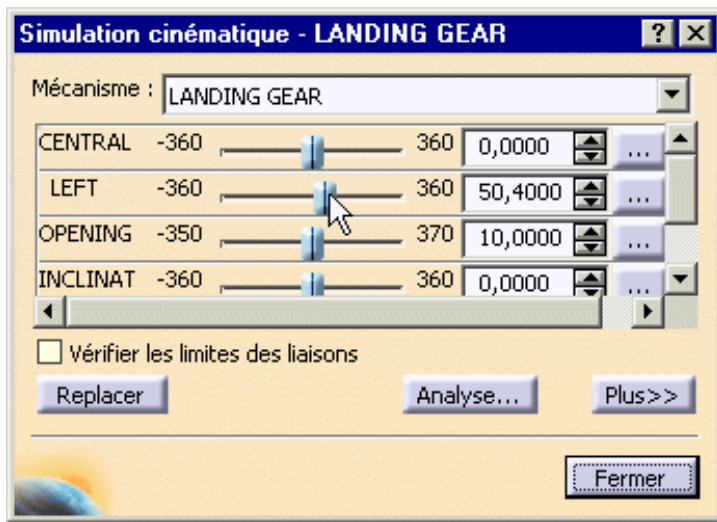 Simulation cinématique - LANDING GEAR ? ×
Mécanisme : LANDING GEAR
CENTRAL -360 360 0,0000 ...
LEFT -360 360 50,4000 ...
OPENING -350 370 10,0000 ...
INCLINAT -360 360 0,0000 ...
Vérifier les limites des liaisons
Replacer Analyse... Plus>>
Fermer